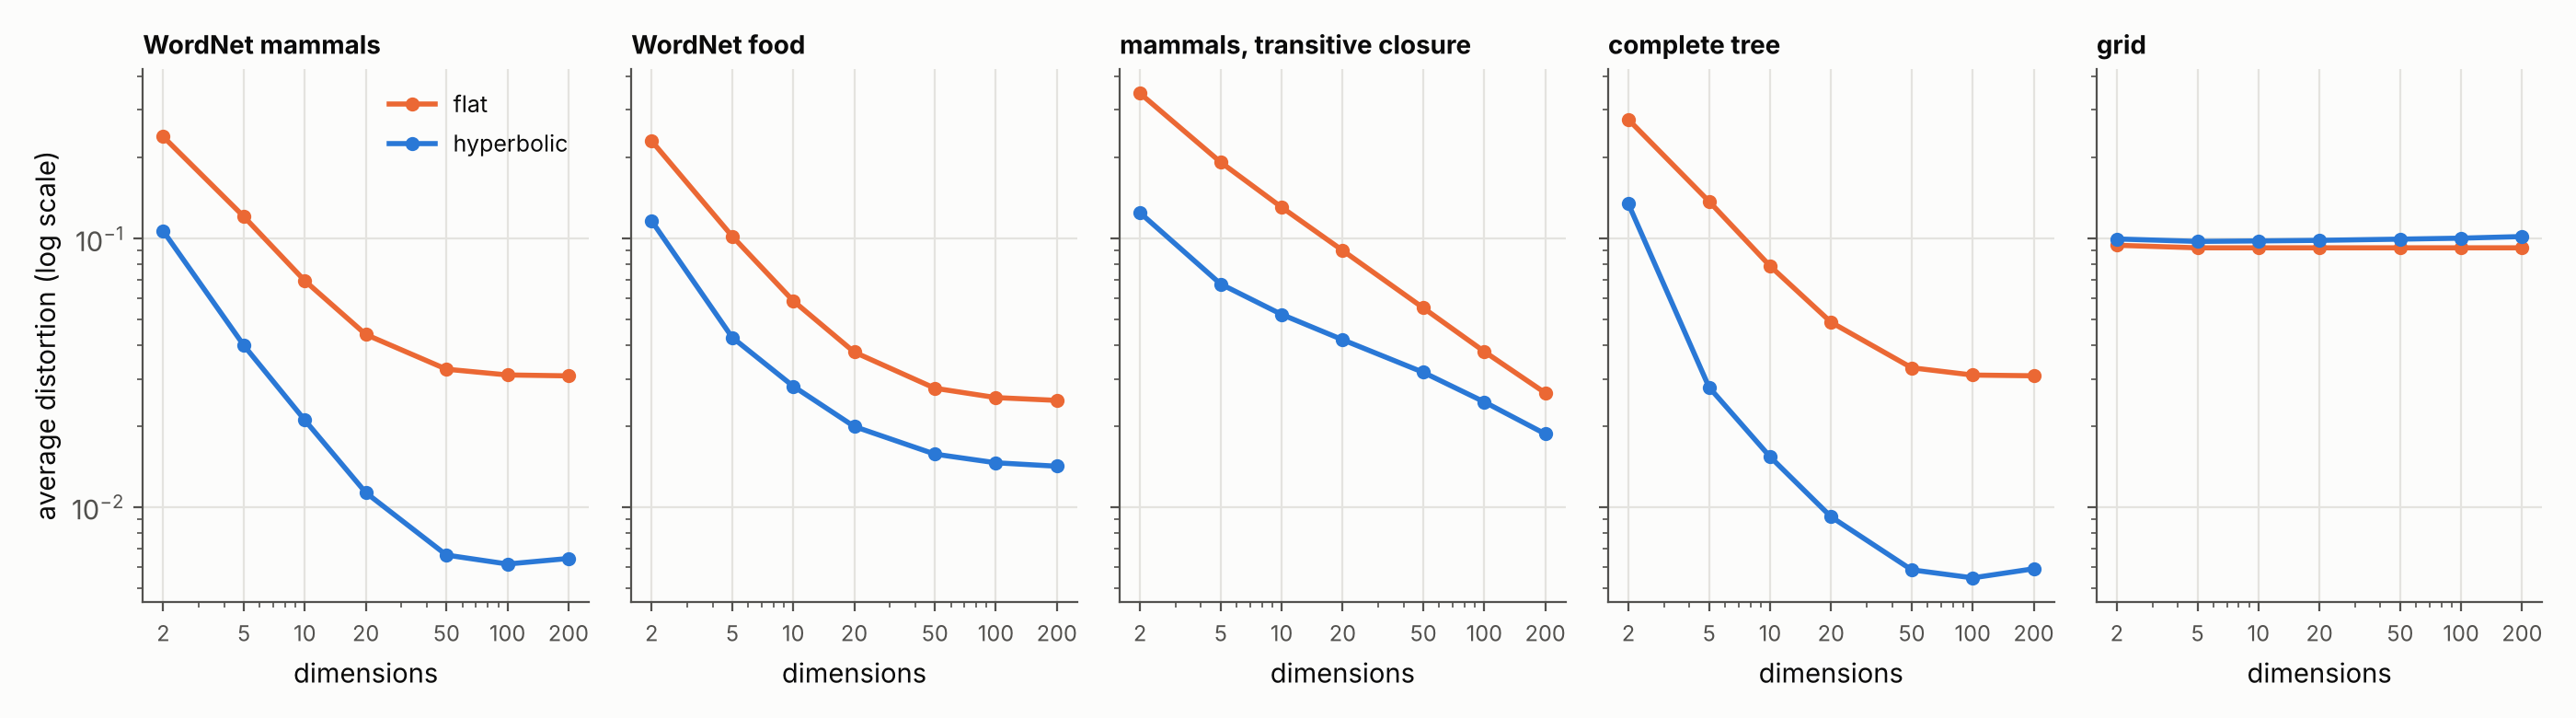 WordNet mammals
WordNet food
mammals, transitive closure
complete tree
grid
flat
hyperbolic
average distortion (log scale)
10⁻¹
10⁻²
2 5 10 20 50 100 200
2 5 10 20 50 100 200
2 5 10 20 50 100 200
2 5 10 20 50 100 200
2 5 10 20 50 100 200
dimensions
dimensions
dimensions
dimensions
dimensions